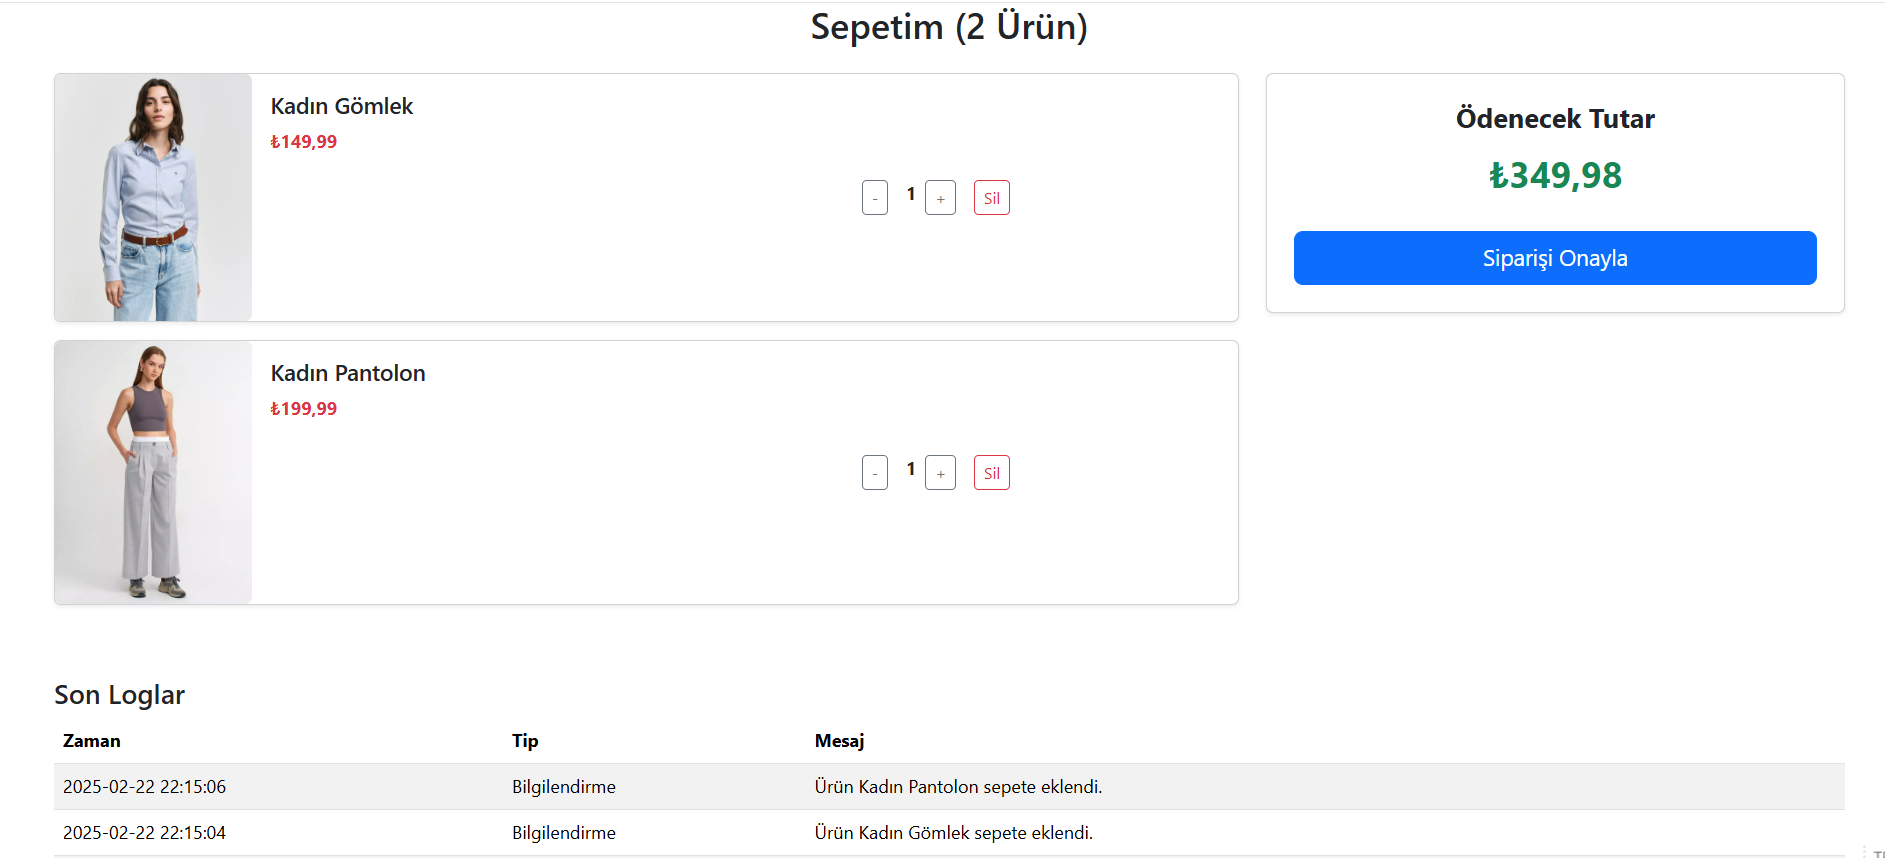 Sepetim (2 Ürün)
Kadın Gömlek
₺149,99
- 1 + Sil
Ödenecek Tutar
₺349,98
Siparişi Onayla
Kadın Pantolon
₺199,99
- 1 + Sil
Son Loglar
Zaman Tip Mesaj
2025-02-22 22:15:06 Bilgilendirme Ürün Kadın Pantolon sepete eklendi.
2025-02-22 22:15:04 Bilgilendirme Ürün Kadın Gömlek sepete eklendi.